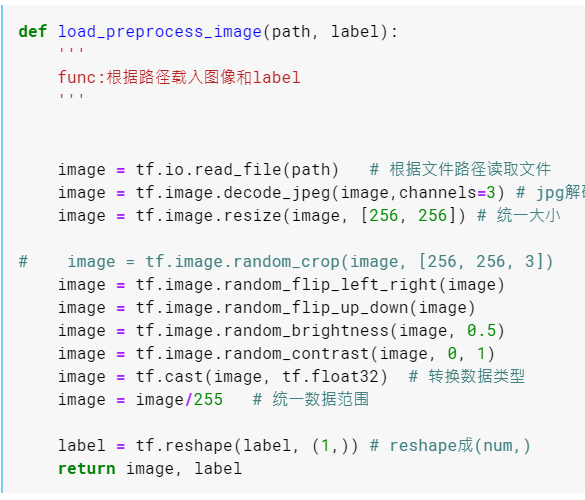 def load_preprocess_image(path, label):
    '''
    func:根据路径载入图像和label
    '''
    image = tf.io.read_file(path)   # 根据文件路径读取文件
    image = tf.image.decode_jpeg(image,channels=3) # jpg解
    image = tf.image.resize(image, [256, 256]) # 统一大小
#    image = tf.image.random_crop(image, [256, 256, 3])
    image = tf.image.random_flip_left_right(image)
    image = tf.image.random_flip_up_down(image)
    image = tf.image.random_brightness(image, 0.5)
    image = tf.image.random_contrast(image, 0, 1)
    image = tf.cast(image, tf.float32)  # 转换数据类型
    image = image/255   # 统一数据范围
    label = tf.reshape(label, (1,)) # reshape成(num,)
    return image, label